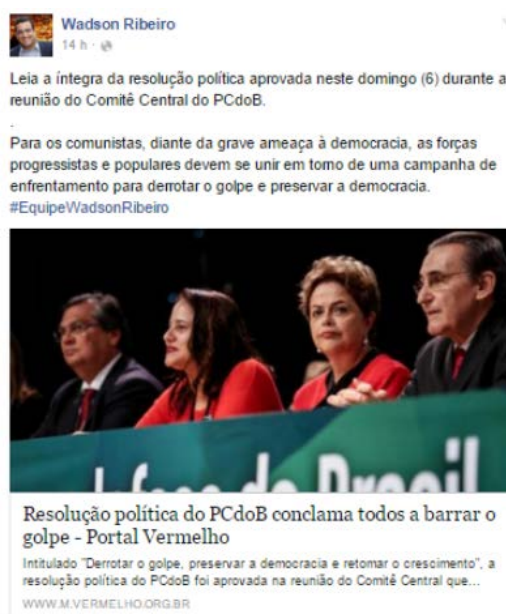 Wadson Ribeiro
14 h ·
Leia a íntegra da resolução política aprovada neste domingo (6) durante a
reunião do Comitê Central do PCdoB.
.
Para os comunistas, diante da grave ameaça à democracia, as forças
progressistas e populares devem se unir em torno de uma campanha de
enfrentamento para derrotar o golpe e preservar a democracia.
#EquipeWadsonRibeiro
do Brasil
Resolução política do PCdoB conclama todos a barrar o
golpe - Portal Vermelho
Intitulado "Derrotar o golpe, preservar a democracia e retomar o crescimento", a
resolução política do PCdoB foi aprovada na reunião do Comitê Central que...
WWW.M.VERMELHO.ORG.BR